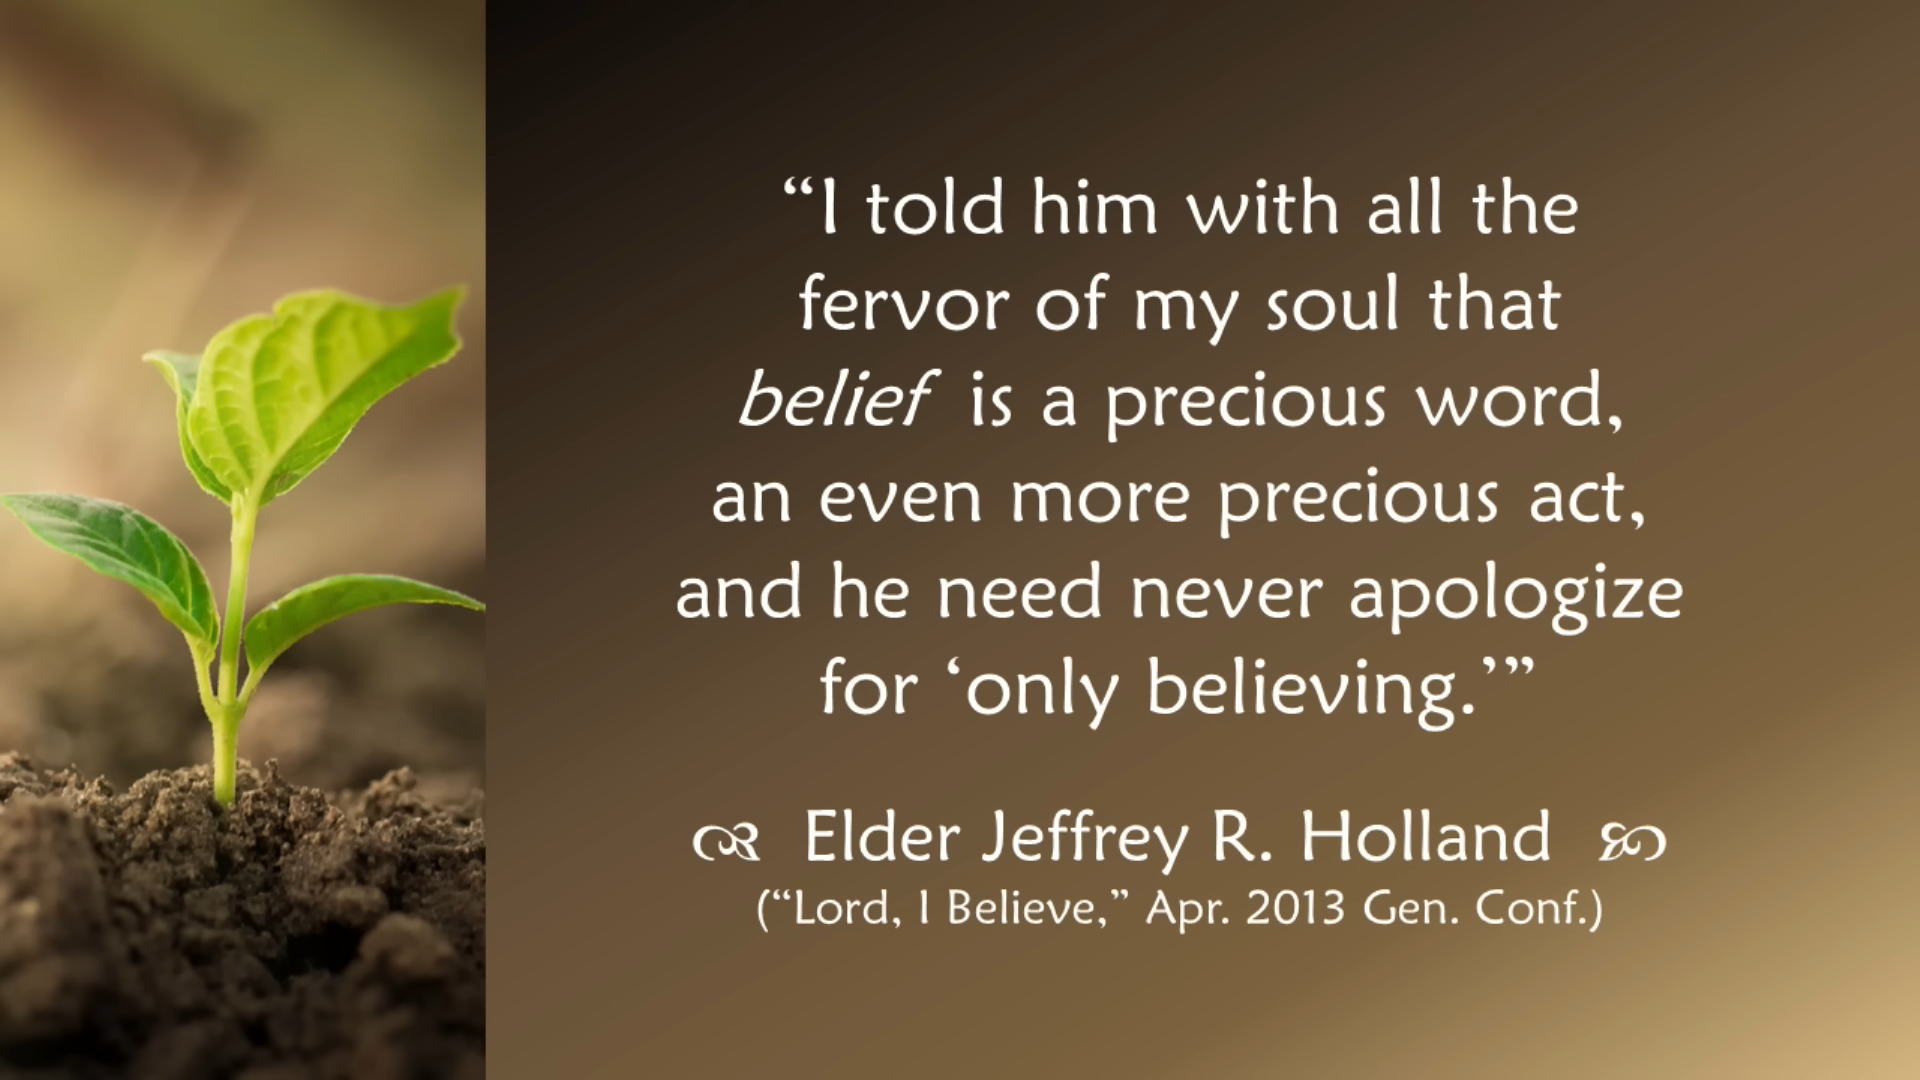 “I told him with all the
fervor of my soul that
belief is a precious word,
an even more precious act,
and he need never apologize
for ‘only believing.’”
Elder Jeffrey R. Holland
(“Lord, I Believe,” Apr. 2013 Gen. Conf.)